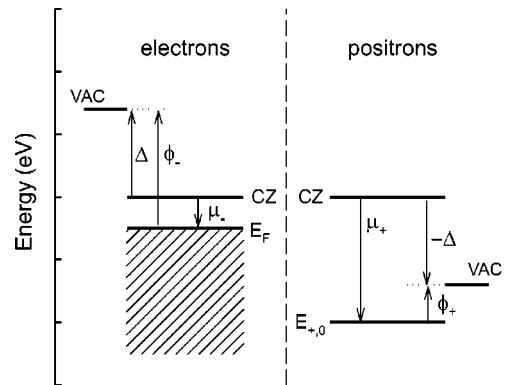 electrons
positrons
VAC
Δ
ϕ₋
CZ
μ₋
E_F
CZ
μ₊
−Δ
VAC
ϕ₊
E₊,₀
Energy (eV)